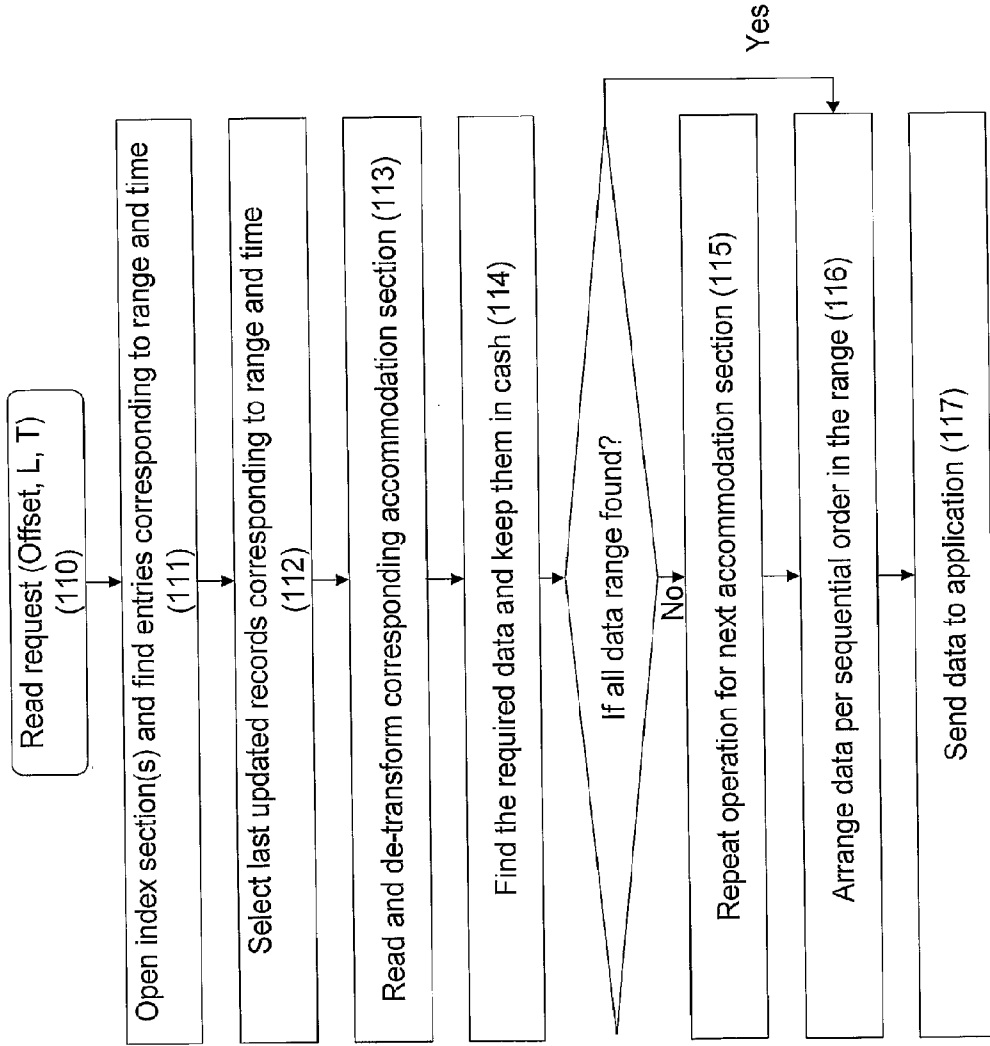 Read request (Offset, L, T)
(110)
Open index section(s) and find entries corresponding to range and time
(111)
Select last updated records corresponding to range and time
(112)
Read and de-transform corresponding accommodation section (113)
Find the required data and keep them in cash (114)
If all data range found?
Yes
No
Repeat operation for next accommodation section (115)
Arrange data per sequential order in the range (116)
Send data to application (117)